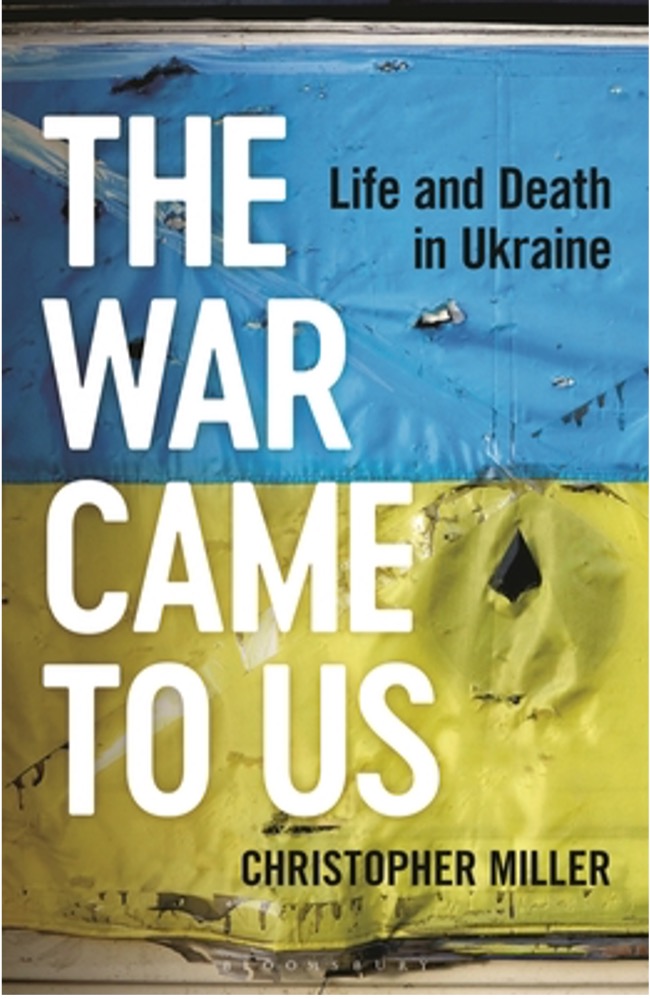 THE
WAR
CAME
TO US
Life and Death
in Ukraine
CHRISTOPHER MILLER
BLOOMSBURY